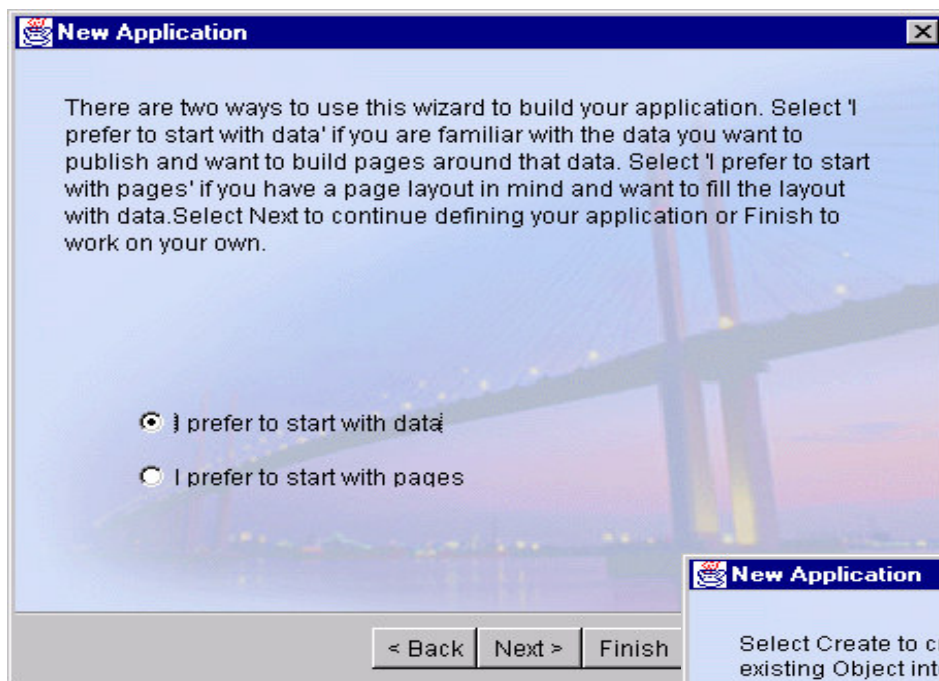 New Application
There are two ways to use this wizard to build your application. Select 'I
prefer to start with data' if you are familiar with the data you want to
publish and want to build pages around that data. Select 'I prefer to start
with pages' if you have a page layout in mind and want to fill the layout
with data.Select Next to continue defining your application or Finish to
work on your own.
I prefer to start with data
I prefer to start with pages
< Back Next > Finish
New Application
Select Create to
existing Object